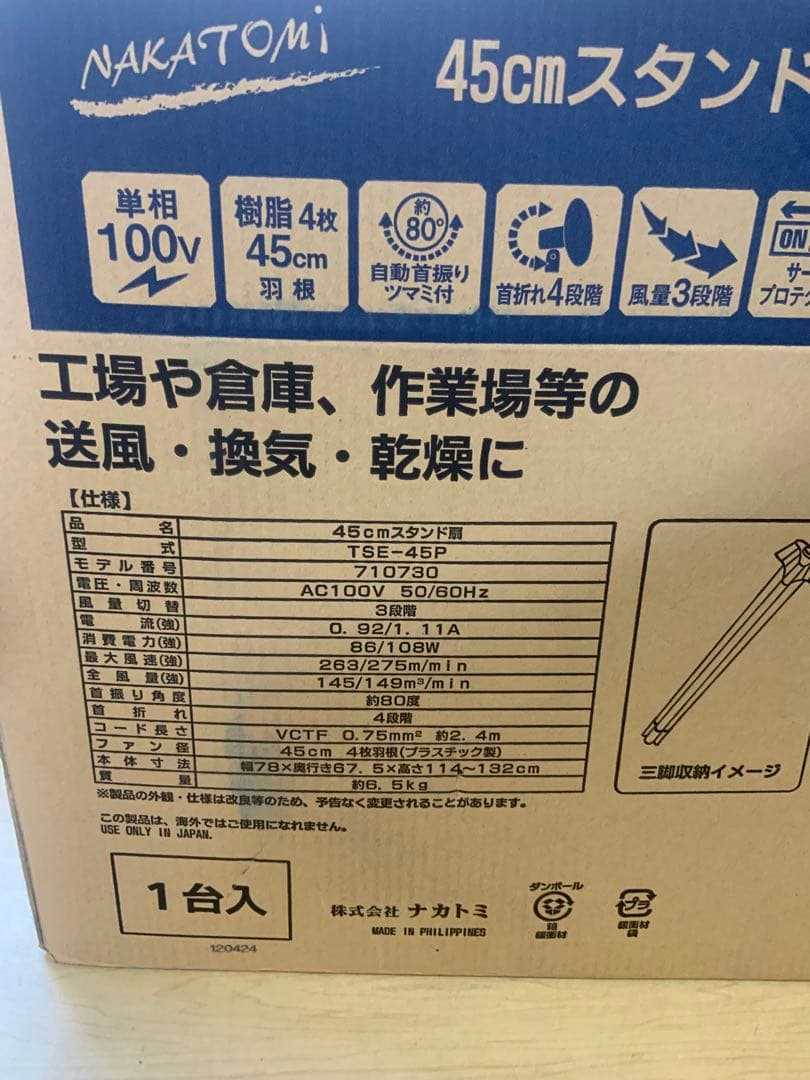 NAKATOMi
45cmスタンド
単相
100V
樹脂4枚
45cm
羽根
約
80°
自動首振り
ツマミ付
首折れ4段階
風量3段階
ON
サー
プロテク
工場や倉庫、作業場等の
送風・換気・乾燥に
【仕様】
品名 45cmスタンド扇
型式 TSE-45P
モデル番号 710730
電圧・周波数 AC100V 50/60Hz
風量切替 3段階
電流(強) 0.92/1.11A
消費電力(強) 86/108W
最大風速(強) 263/275m/min
全風量(強) 145/149m³/min
首振り角度 約80度
首折れ 4段階
コード長さ VCTF 0.75mm² 約2.4m
ファン径 45cm 4枚羽根(プラスチック製)
本体寸法 幅78×奥行き67.5×高さ114~132cm
質量 約6.5kg
※製品の外観・仕様は改良等のため、予告なく変更されることがあります。
この製品は、海外ではご使用になれません。
USE ONLY IN JAPAN.
三脚収納イメージ
1台入
120424
株式会社 ナカトミ
MADE IN PHILIPPINES
ダンボール
箱
緩衝材
プラ
緩衝材
袋